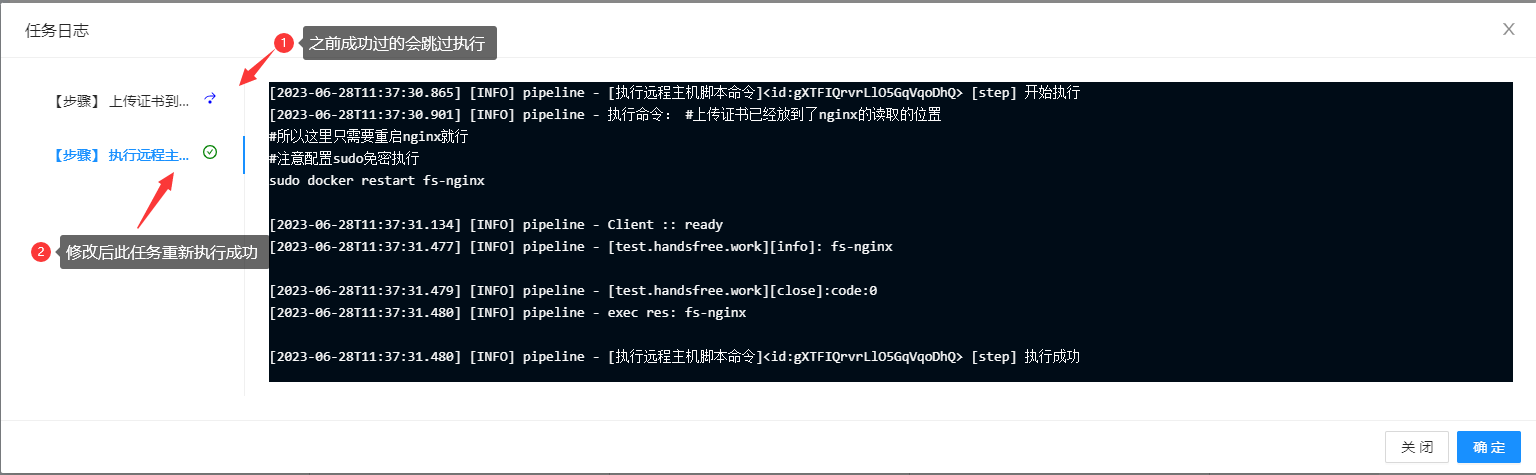 任务日志
1 之前成功过的会跳过执行
【步骤】 上传证书到...
【步骤】 执行远程主...
2 修改后此任务重新执行成功
[2023-06-28T11:37:30.865] [INFO] pipeline - [执行远程主机脚本命令]<id:gXTFIQrvrLlO5GqVqoDhQ> [step] 开始执行
[2023-06-28T11:37:30.901] [INFO] pipeline - 执行命令： #上传证书已经放到了nginx的读取的位置
#所以这里只需要重启nginx就行
#注意配置sudo免密执行
sudo docker restart fs-nginx
[2023-06-28T11:37:31.134] [INFO] pipeline - Client :: ready
[2023-06-28T11:37:31.477] [INFO] pipeline - [test.handsfree.work][info]: fs-nginx
[2023-06-28T11:37:31.479] [INFO] pipeline - [test.handsfree.work][close]:code:0
[2023-06-28T11:37:31.480] [INFO] pipeline - exec res: fs-nginx
[2023-06-28T11:37:31.480] [INFO] pipeline - [执行远程主机脚本命令]<id:gXTFIQrvrLlO5GqVqoDhQ> [step] 执行成功
关 闭
确 定